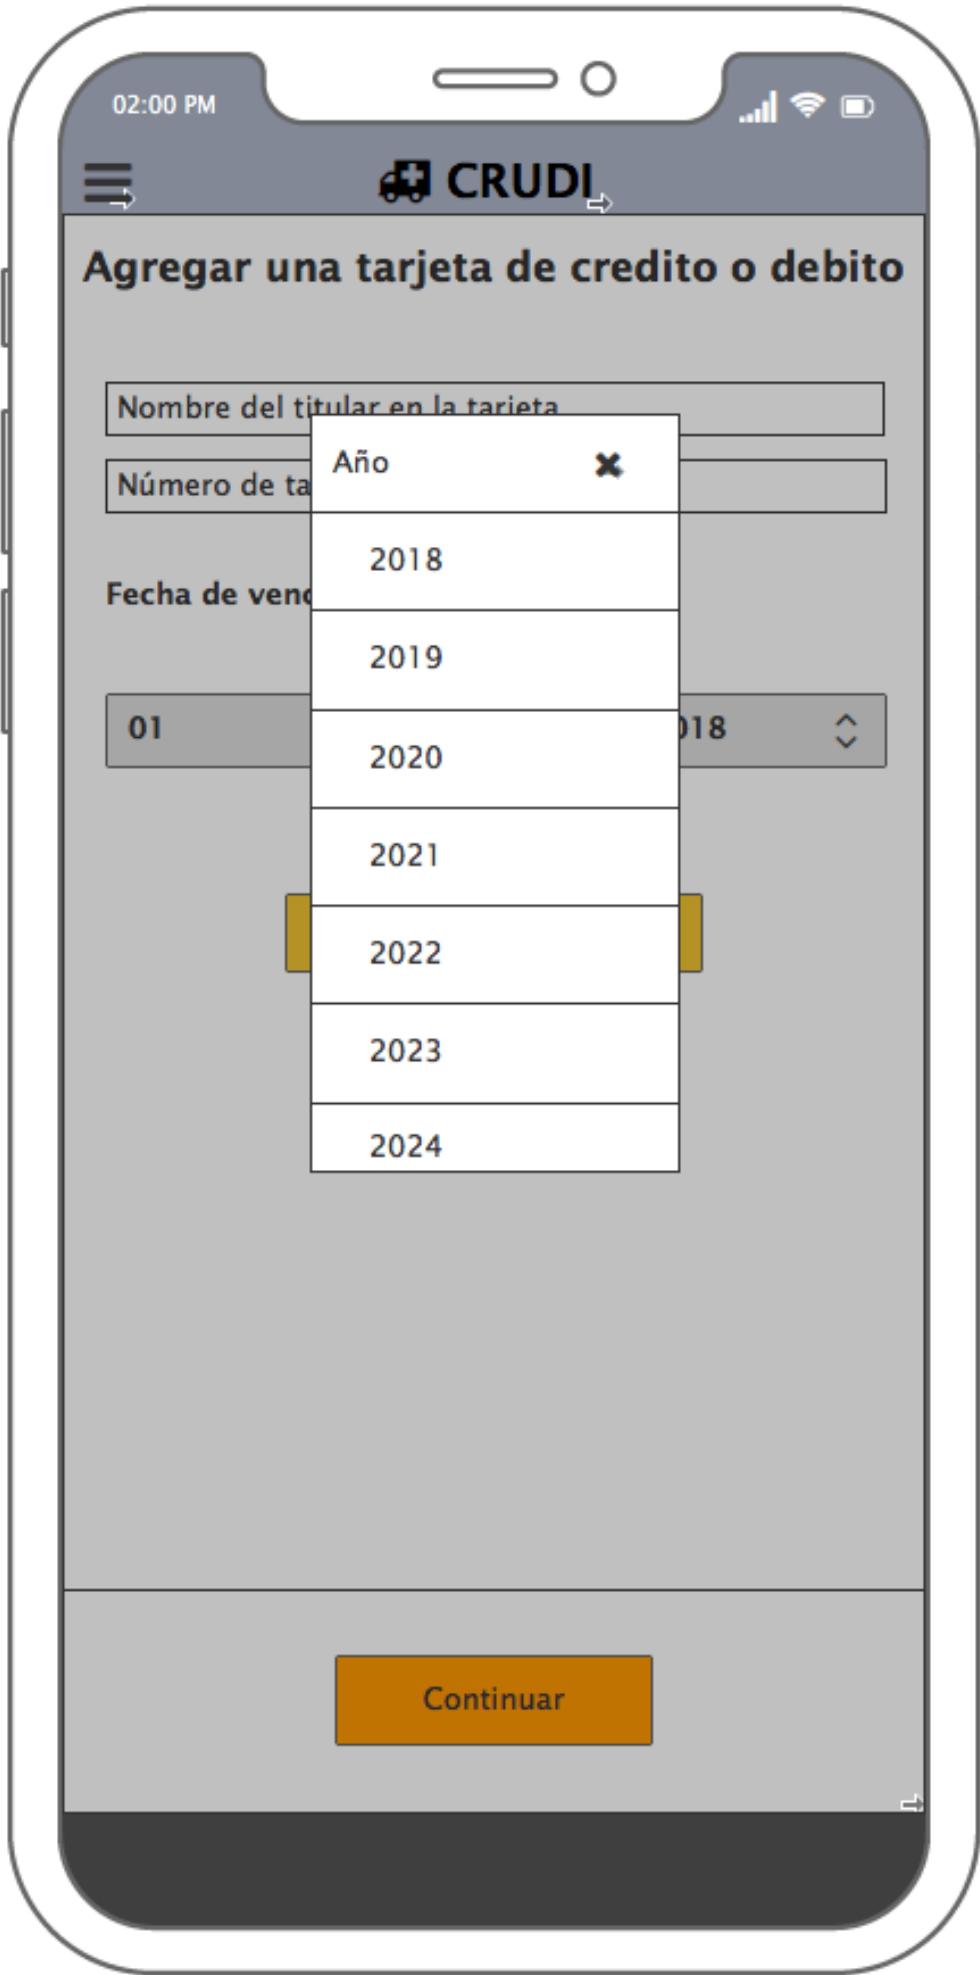 02:00 PM
CRUDI
Agregar una tarjeta de credito o debito
Nombre del titular en la tarjeta
Año
Número de ta
2018
Fecha de venc
2019
01
018
2020
2021
2022
2023
2024
Continuar